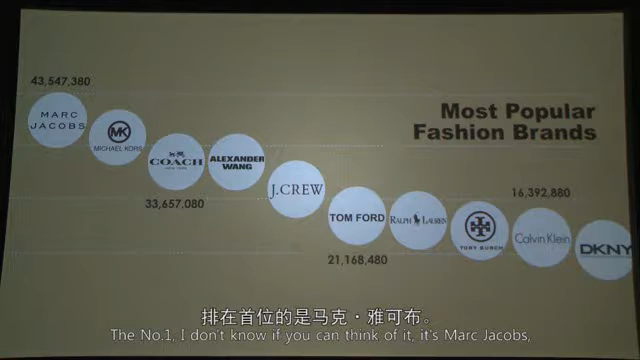 43,547,380
MARC
JACOBS
MK
MICHAEL KORS
COACH
NEW YORK
ALEXANDER
WANG
Most Popular
Fashion Brands
J.CREW
33,657,080
TOM FORD
RALPH LAUREN
TORY BURCH
16,392,880
Calvin Klein
DKNY
21,168,480
排在首位的是马克·雅可布。
The No.1, I don't know if you can think of it, it's Marc Jacobs,